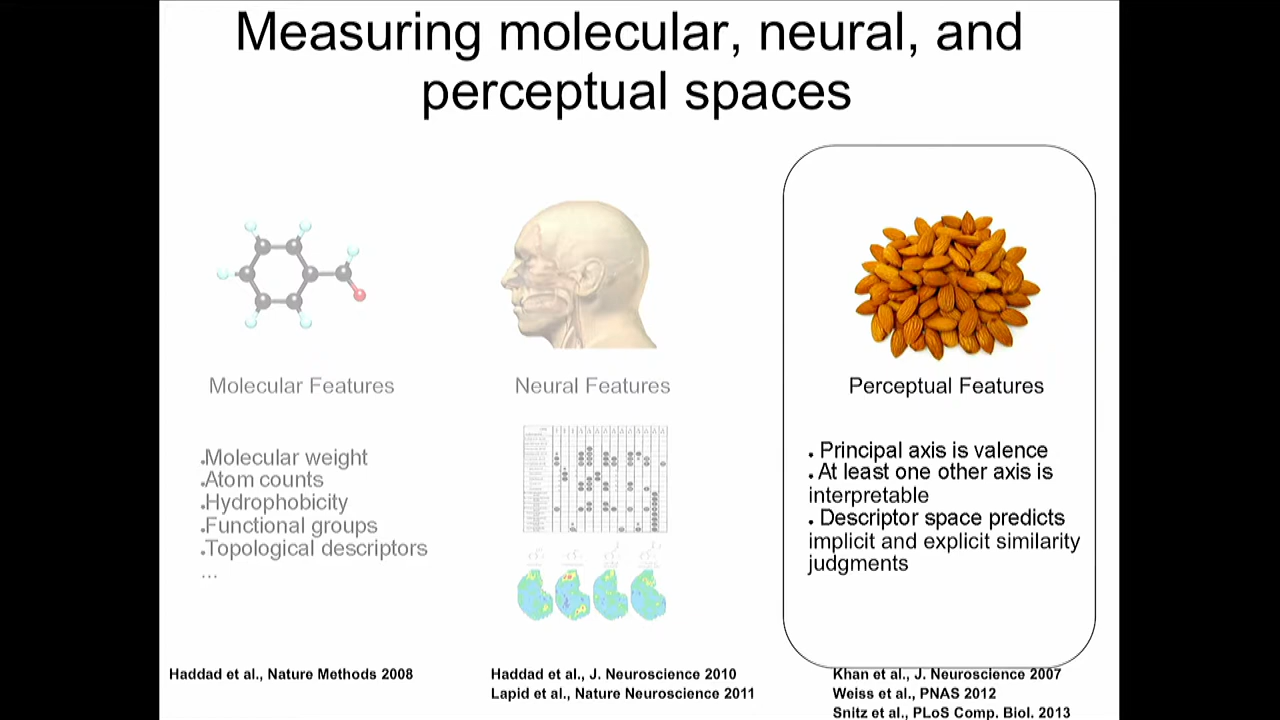 Measuring molecular, neural, and
perceptual spaces
Molecular Features
.Molecular weight
.Atom counts
.Hydrophobicity
.Functional groups
.Topological descriptors
...
Haddad et al., Nature Methods 2008
Neural Features
Haddad et al., J. Neuroscience 2010
Lapid et al., Nature Neuroscience 2011
Perceptual Features
. Principal axis is valence
. At least one other axis is
interpretable
. Descriptor space predicts
implicit and explicit similarity
judgments
Khan et al., J. Neuroscience 2007
Weiss et al., PNAS 2012
Snitz et al., PLoS Comp. Biol. 2013